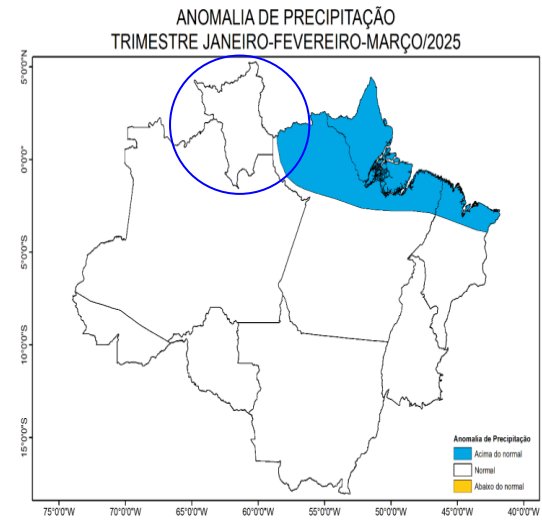 ANOMALIA DE PRECIPITAÇÃO
TRIMESTRE JANEIRO-FEVEREIRO-MARÇO/2025
5°0'0"N
0°0'0"
5°0'0"S
10°0'0"S
15°0'0"S
Anomalia de Precipitação
Acima do normal
Normal
Abaixo do normal
75°0'0"W 70°0'0"W 65°0'0"W 60°0'0"W 55°0'0"W 50°0'0"W 45°0'0"W 40°0'0"W